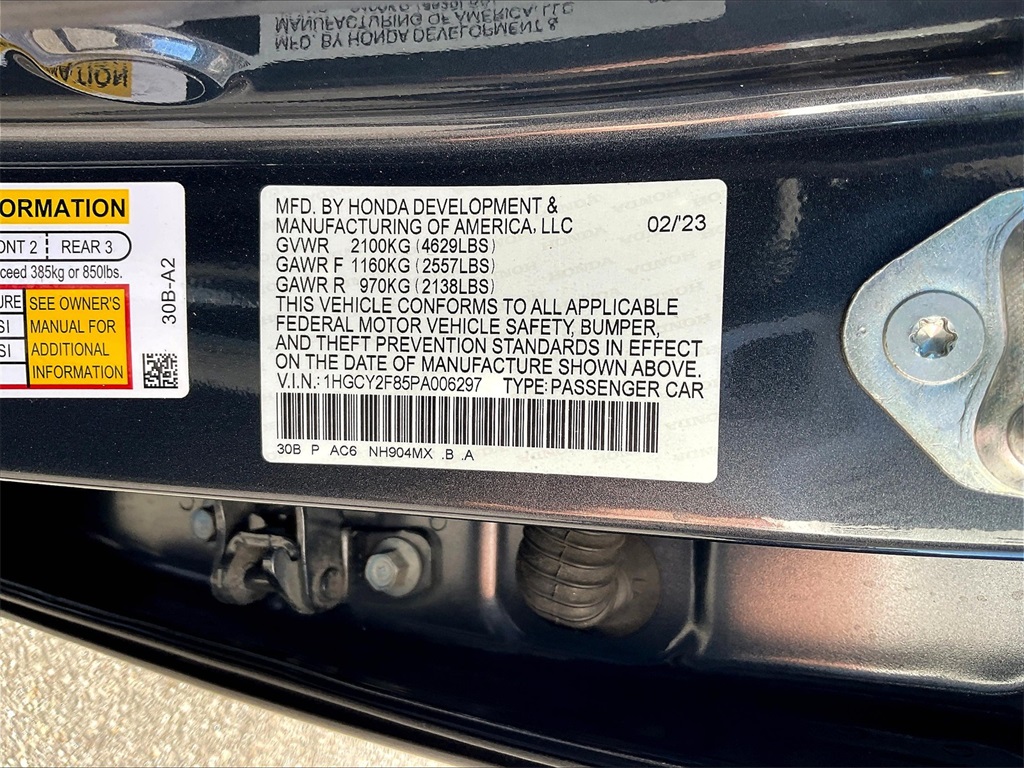 ORMATION
ONT 2 REAR 3
ceed 385kg or 850lbs.
URE
SI
SI
SEE OWNER'S
MANUAL FOR
ADDITIONAL
INFORMATION
30B-A2
MFD. BY HONDA DEVELOPMENT &
MANUFACTURING OF AMERICA, LLC 02/'23
GVWR 2100KG (4629LBS)
GAWR F 1160KG (2557LBS)
GAWR R 970KG (2138LBS)
THIS VEHICLE CONFORMS TO ALL APPLICABLE
FEDERAL MOTOR VEHICLE SAFETY, BUMPER,
AND THEFT PREVENTION STANDARDS IN EFFECT
ON THE DATE OF MANUFACTURE SHOWN ABOVE.
V.I.N.: 1HGCY2F85PA006297 TYPE: PASSENGER CAR
30B P AC6 NH904MX .B .A